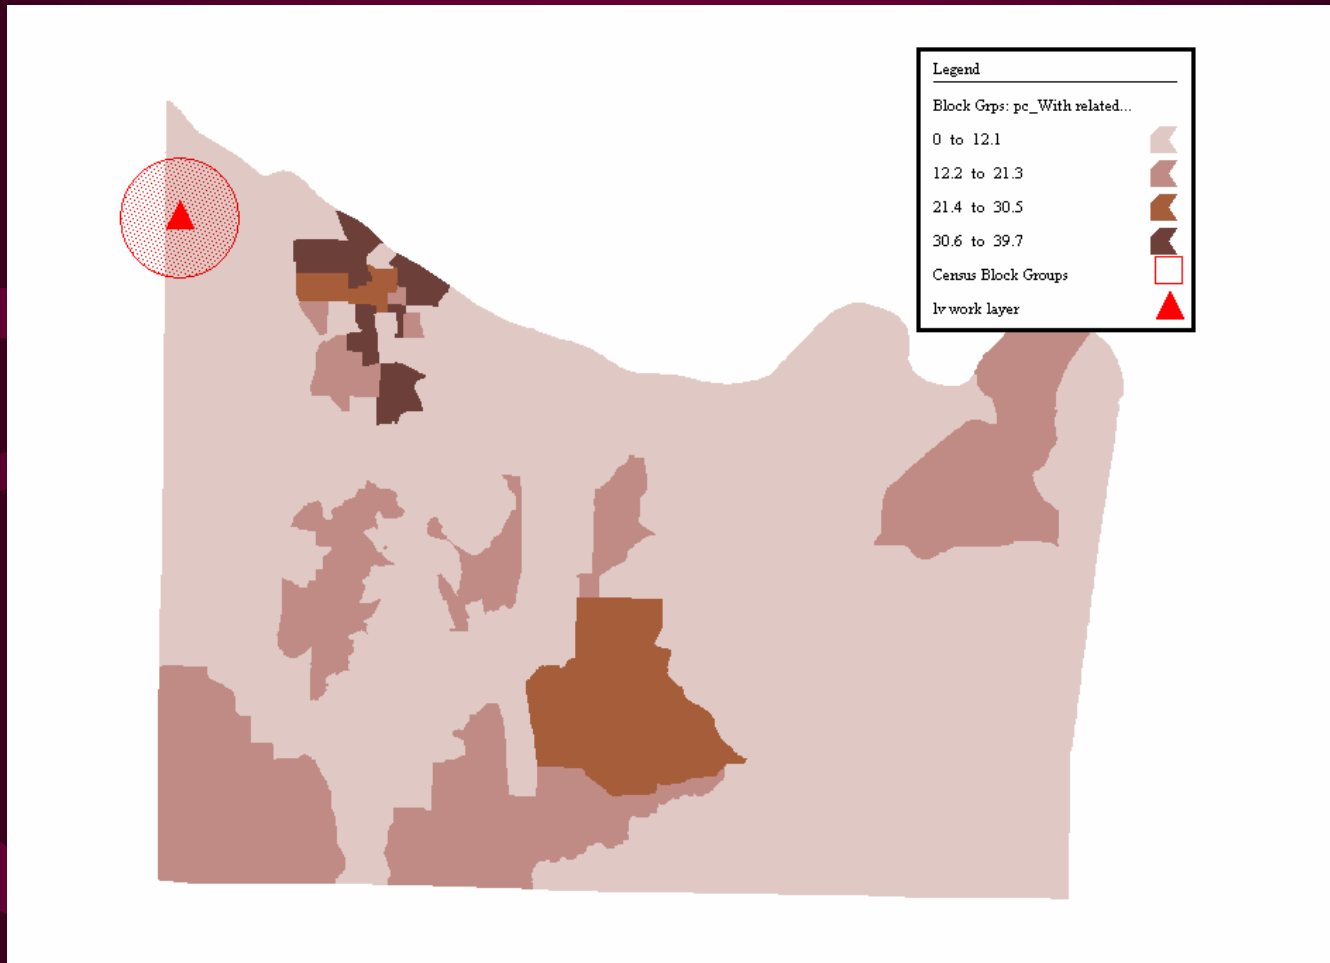 Legend
Block Grps: pc_With related...
0 to 12.1
12.2 to 21.3
21.4 to 30.5
30.6 to 39.7
Census Block Groups
lv work layer